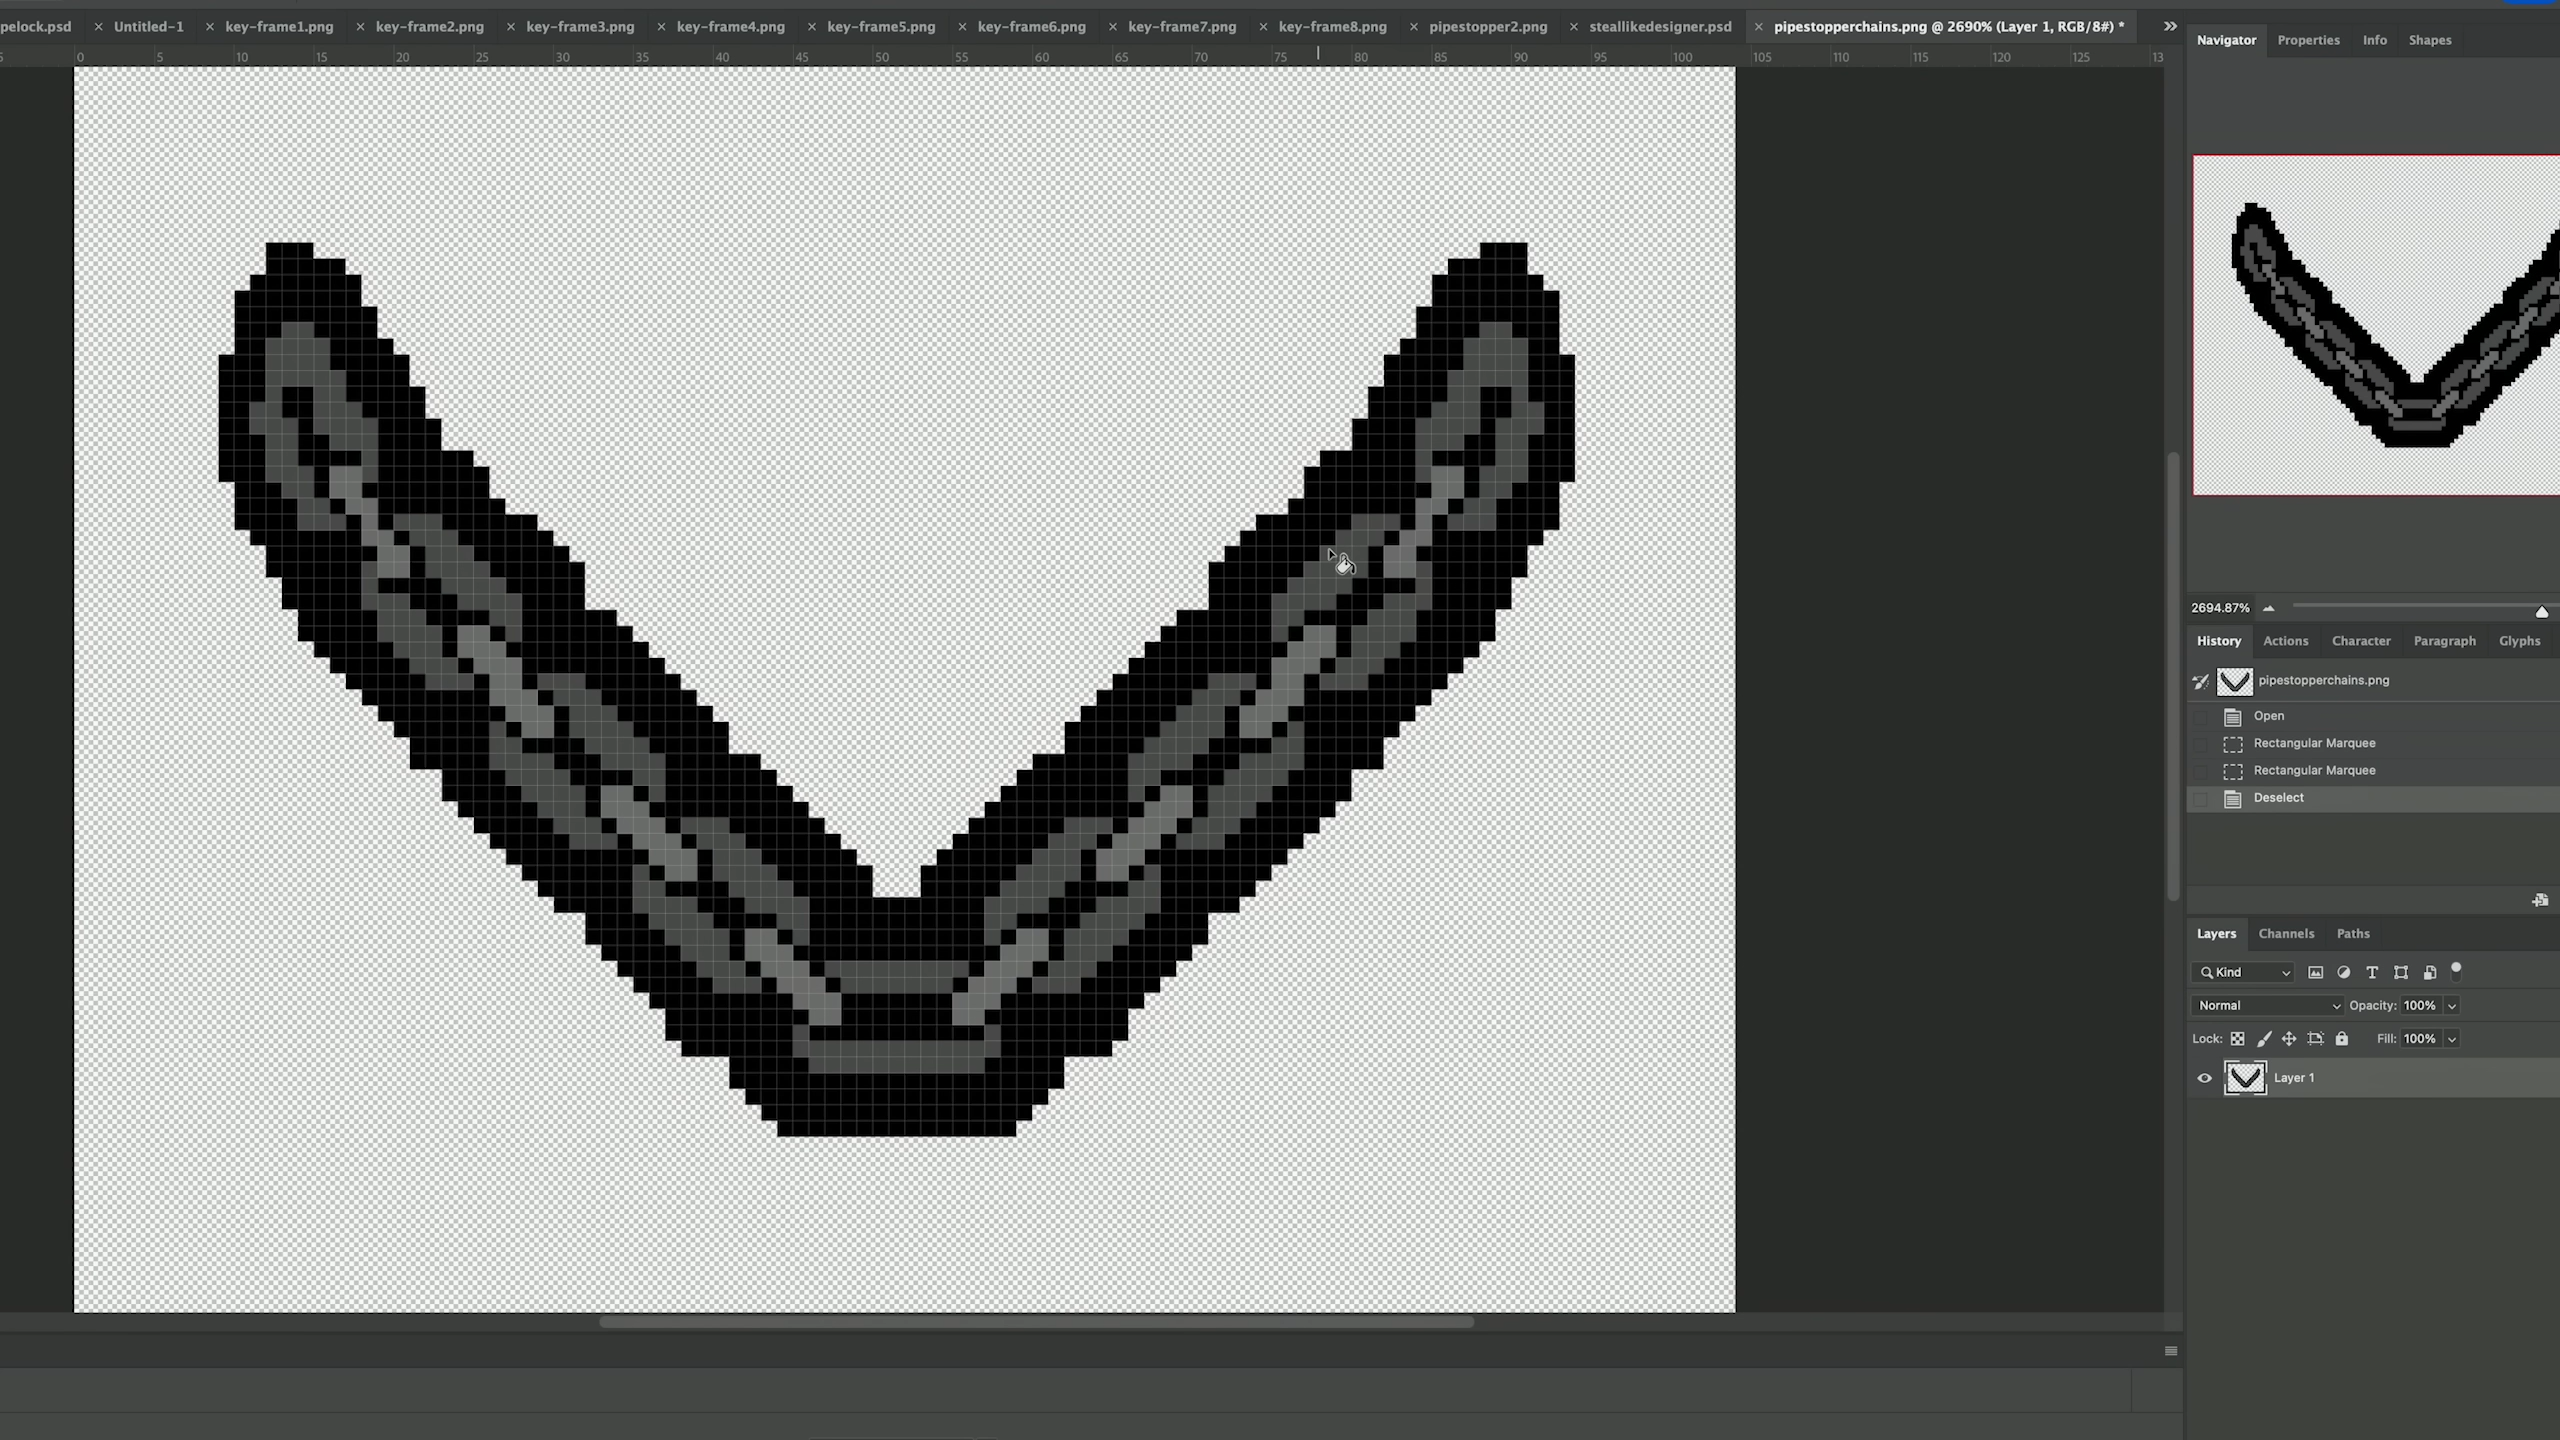 pelock.psd × Untitled-1 × key-frame1.png × key-frame2.png × key-frame3.png × key-frame4.png × key-frame5.png × key-frame6.png × key-frame7.png × key-frame8.png × pipestopper2.png × steallikedesigner.psd × pipestopperchains.png @ 2690% (Layer 1, RGB/8#) *
0 5 10 15 20 25 30 35 40 45 50 55 60 65 70 75 80 85 90 95 100 105 110 115 120 125 13
Navigator Properties Info Shapes
2694.87%
History Actions Character Paragraph Glyphs
pipestopperchains.png
Open
Rectangular Marquee
Rectangular Marquee
Deselect
Layers Channels Paths
Kind
Normal Opacity: 100%
Lock: Fill: 100%
Layer 1